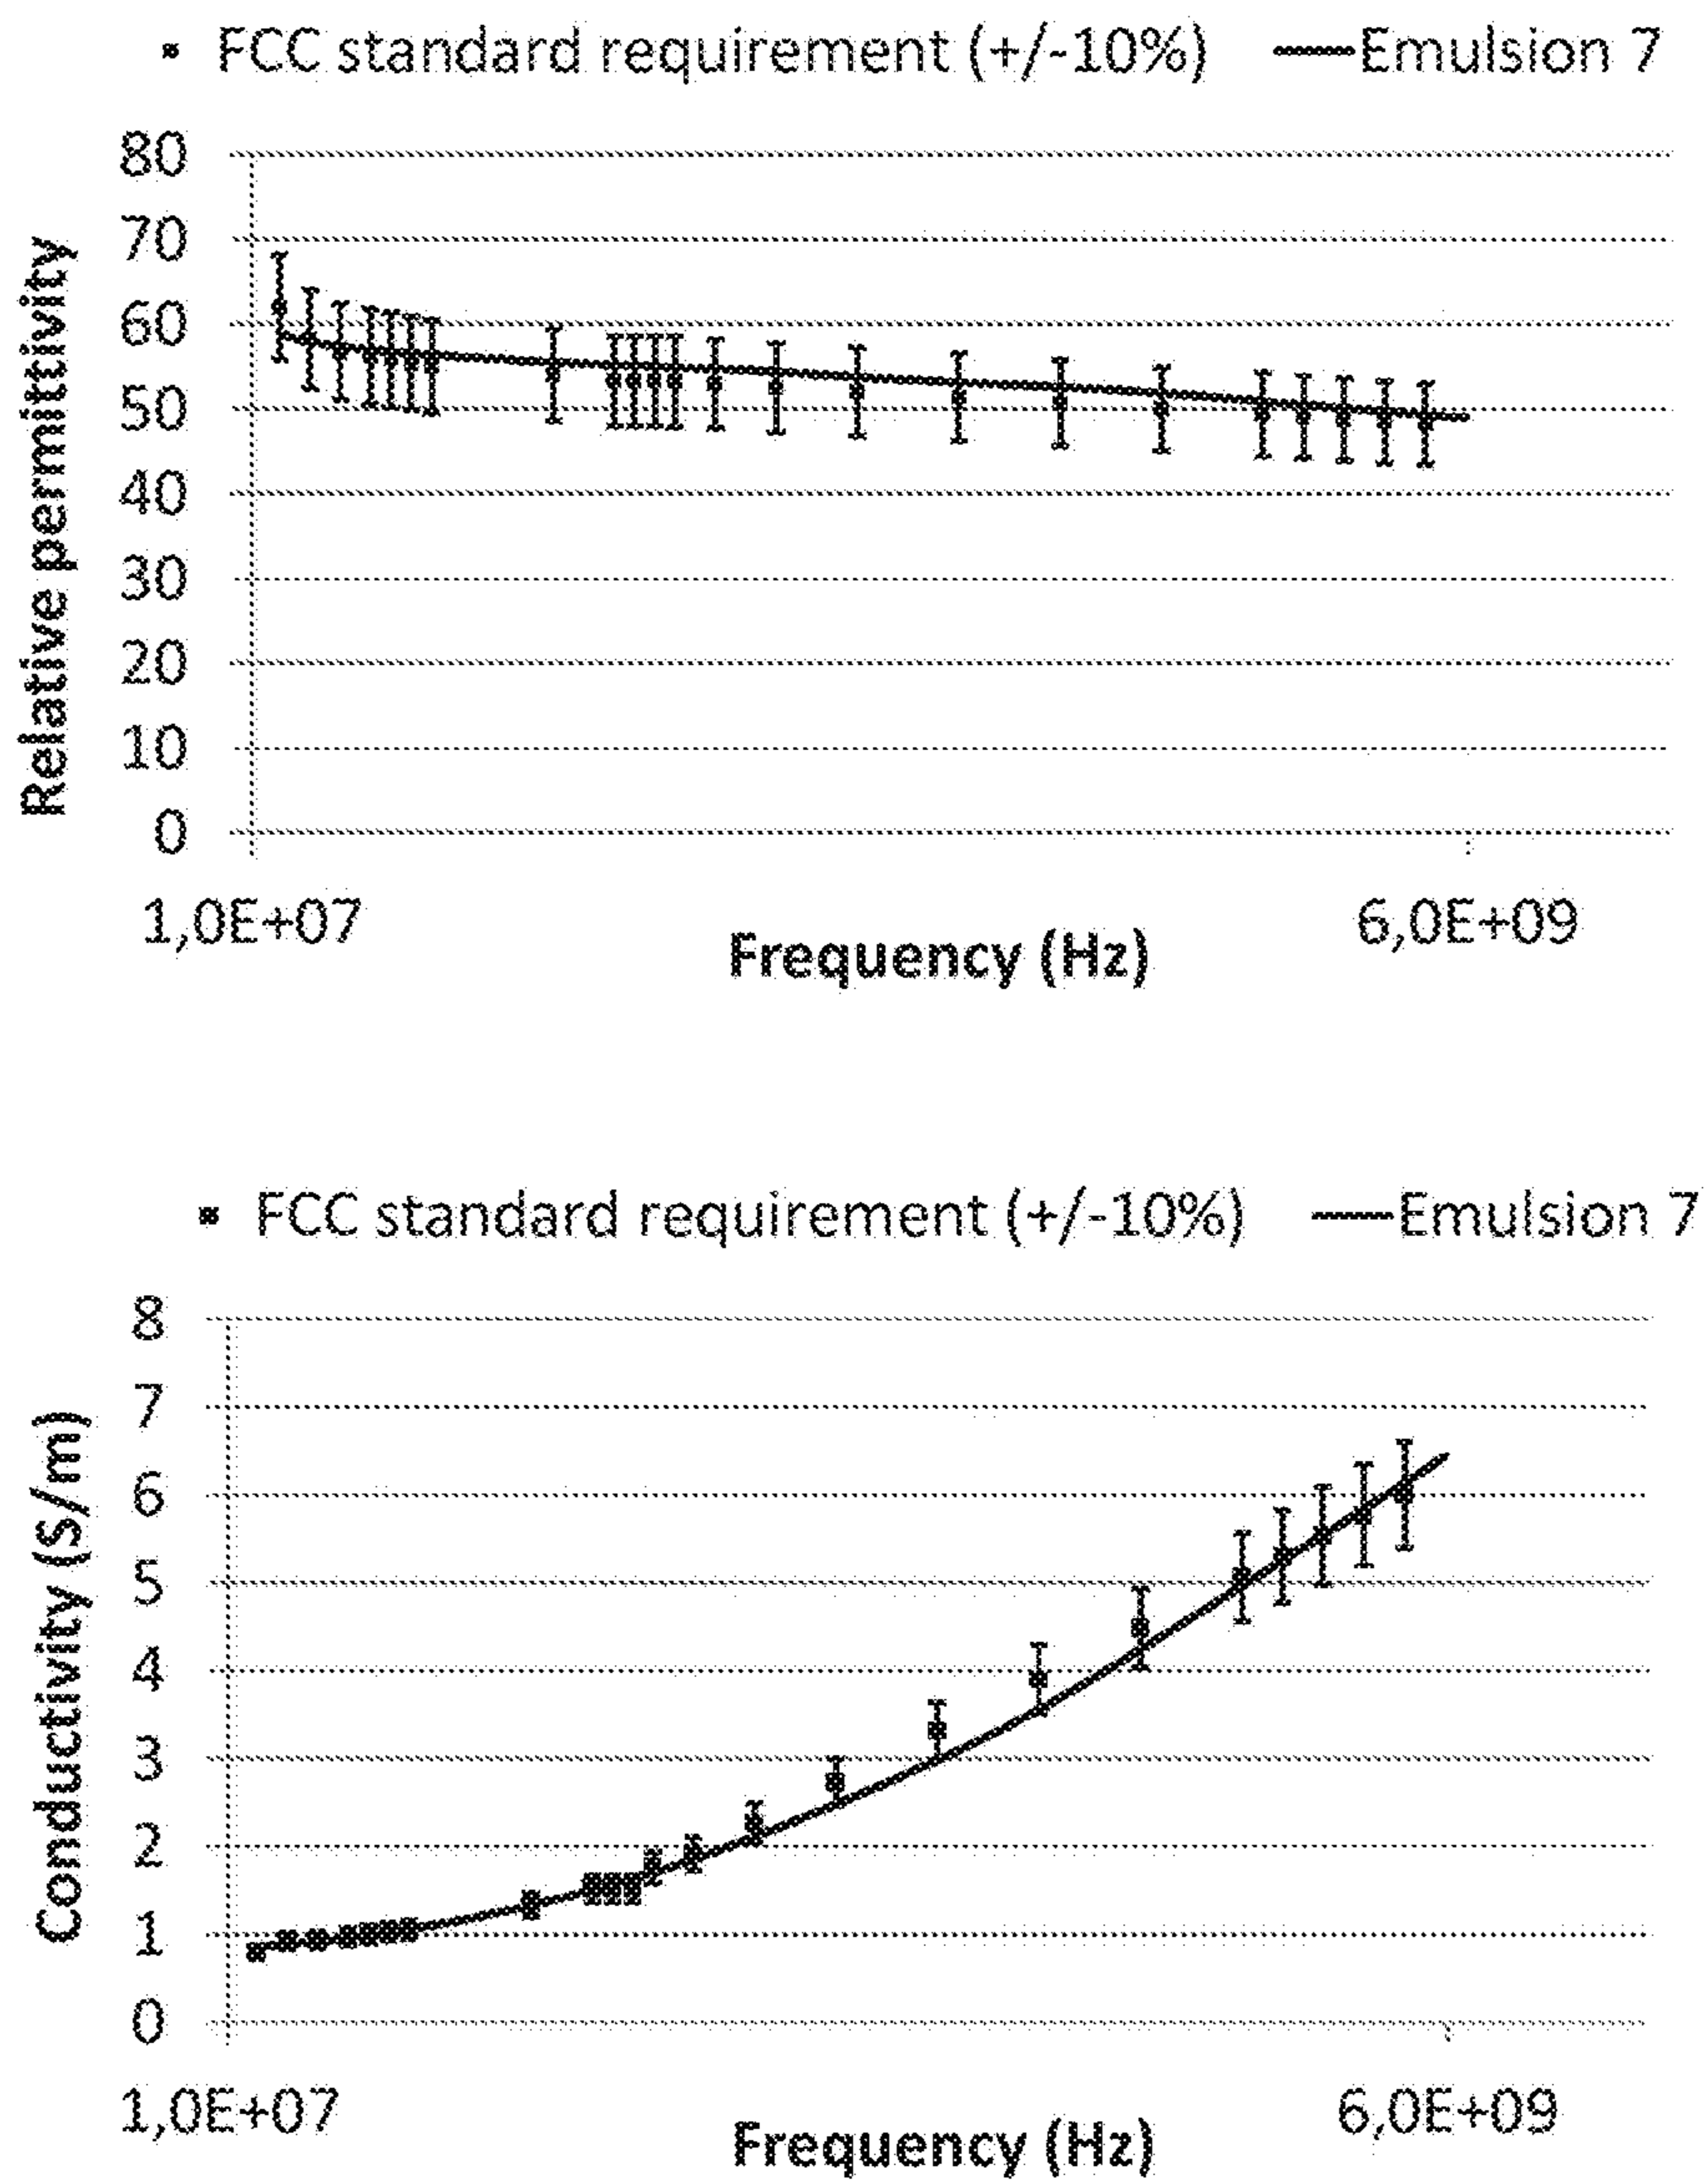 FCC standard requirement (+/-10%) Emulsion 7
80
70
60
50
40
30
20
10
0
Relative permittivity
1,0E+07 6,0E+09
Frequency (Hz)
FCC standard requirement (+/-10%) Emulsion 7
8
7
6
5
4
3
2
1
0
Conductivity (S/m)
1,0E+07 6,0E+09
Frequency (Hz)